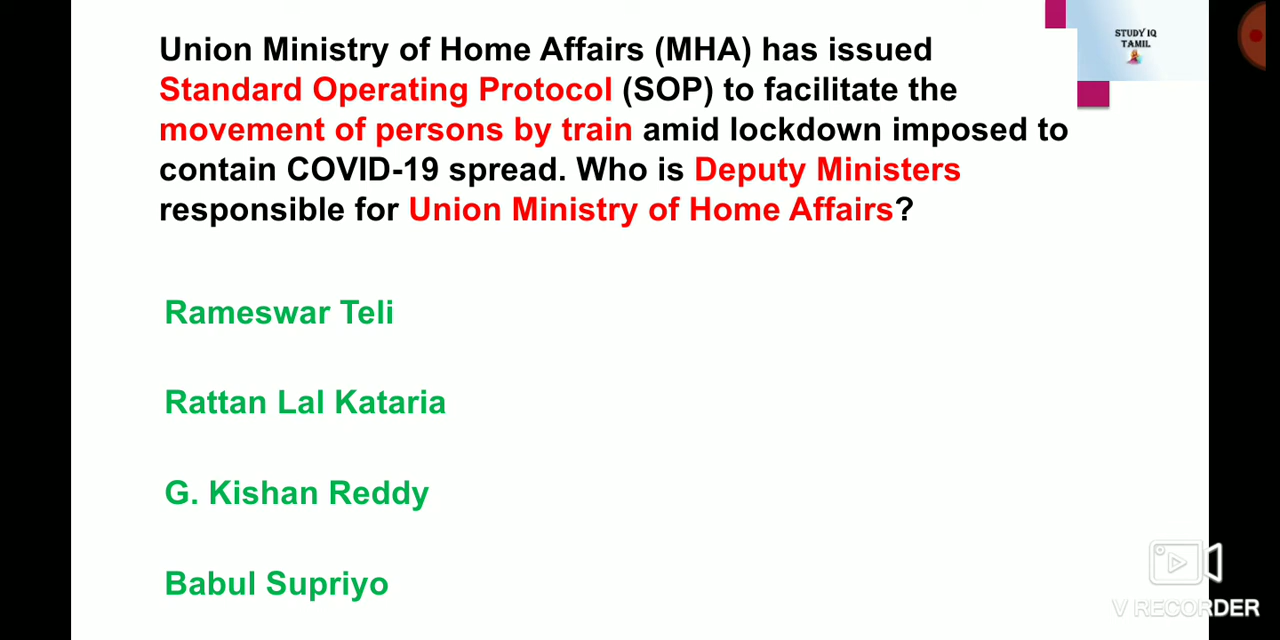 Union Ministry of Home Affairs (MHA) has issued
Standard Operating Protocol (SOP) to facilitate the
movement of persons by train amid lockdown imposed to
contain COVID-19 spread. Who is Deputy Ministers
responsible for Union Ministry of Home Affairs?
STUDY IQ
TAMIL
Rameswar Teli
Rattan Lal Kataria
G. Kishan Reddy
Babul Supriyo
V RECORDER